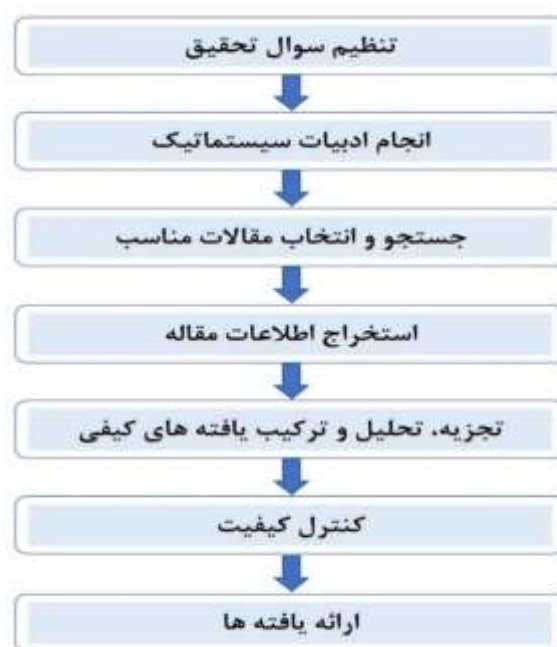 تنظیم سوال تحقیق
انجام ادبیات سیستماتیک
جستجو و انتخاب مقالات مناسب
استخراج اطلاعات مقاله
تجزیه، تحلیل و ترکیب یافته های کیفی
کنترل کیفیت
ارائه یافته ها